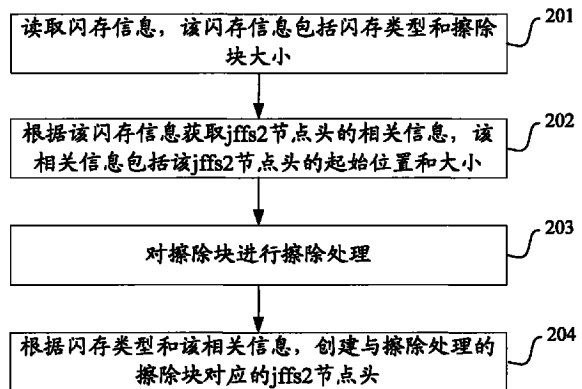 读取闪存信息，该闪存信息包括闪存类型和擦除
块大小
201
根据该闪存信息获取jffs2节点头的相关信息，该
相关信息包括该jffs2节点头的起始位置和大小
202
对擦除块进行擦除处理
203
根据闪存类型和该相关信息，创建与擦除处理的
擦除块对应的jffs2节点头
204